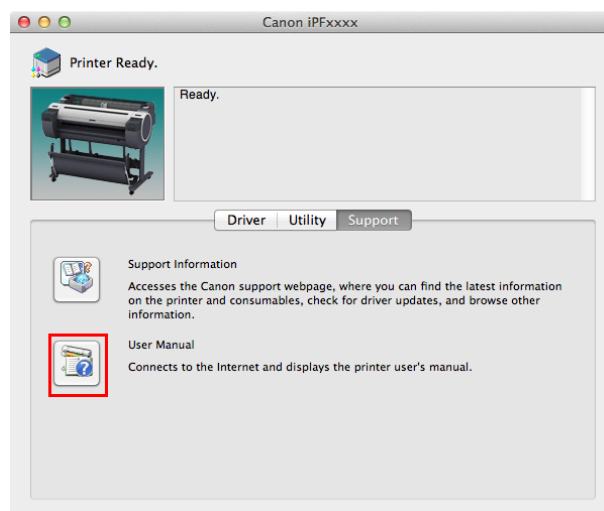 Canon iPFxxxx
Printer Ready.
Ready.
Driver Utility Support
Support Information
Accesses the Canon support webpage, where you can find the latest information
on the printer and consumables, check for driver updates, and browse other
information.
User Manual
Connects to the Internet and displays the printer user's manual.